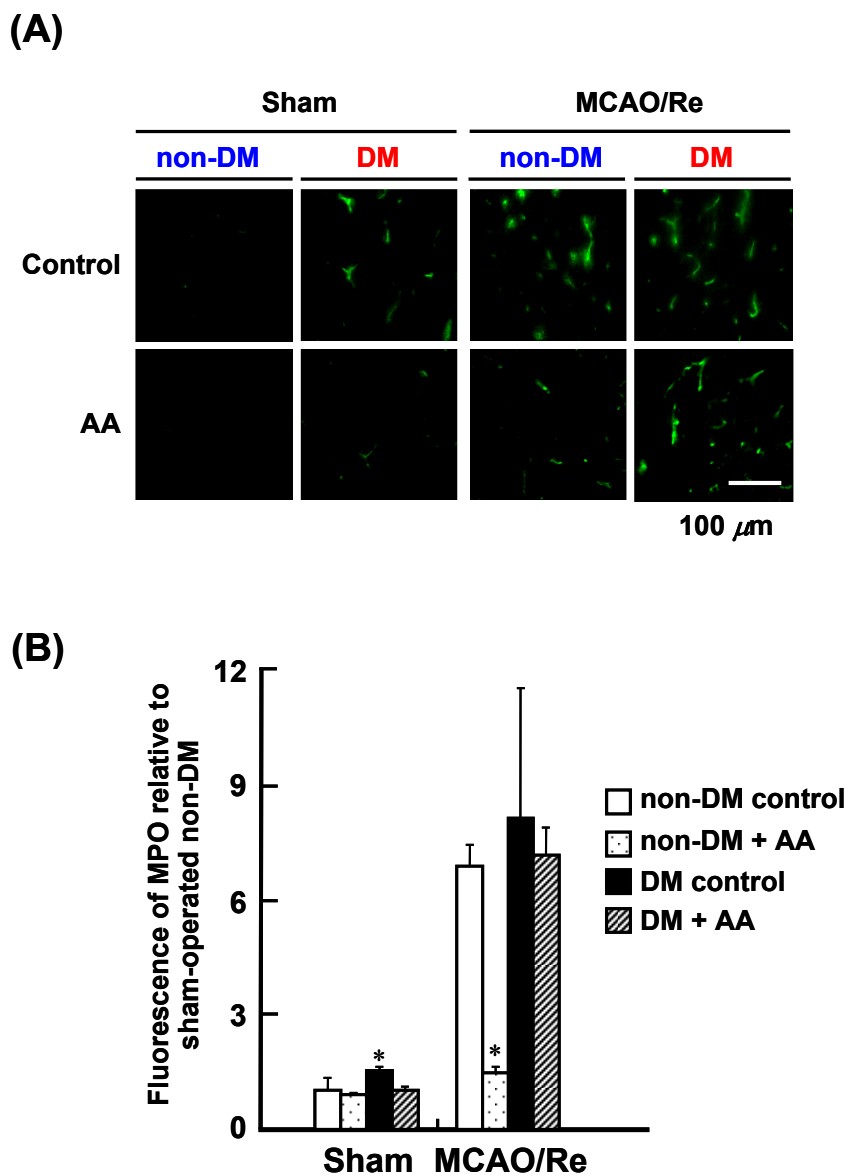 (A)
Sham MCAO/Re
non-DM DM non-DM DM
Control
AA
100 μm
(B)
Fluorescence of MPO relative to
sham-operated non-DM
12
9
6
3
0
*
*
Sham MCAO/Re
non-DM control
non-DM + AA
DM control
DM + AA